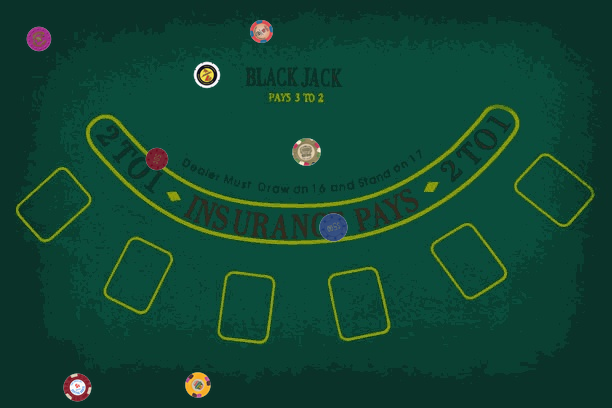 BLACK JACK
PAYS 3 TO 2
Dealer Must Draw on 16 and Stand on 17
2 TO 1 INSURANC PAYS 2 TO 1